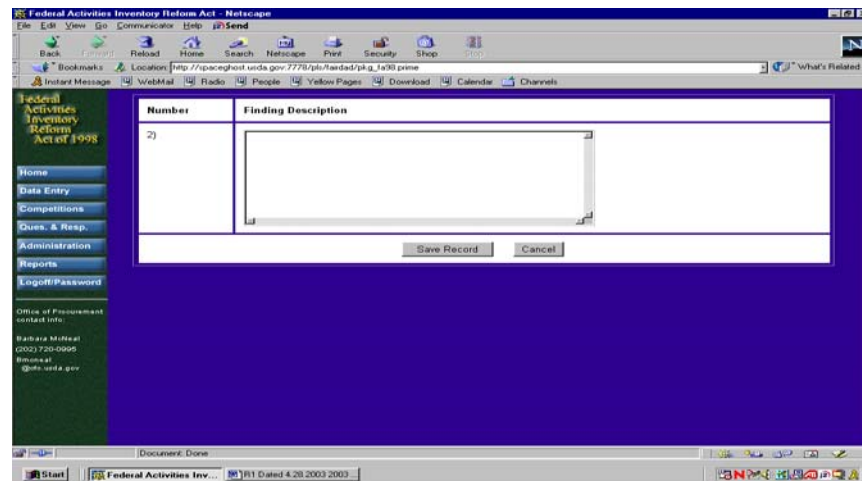 Federal Activities Inventory Reform Act - Netscape
File Edit View Go Communicator Help Send
Back Forward Reload Home Search Netscape Print Security Shop Stop
Bookmarks Location: http://spaceghost.usda.gov:7778/pls/fairdad/pkg_fa98.prime What's Related
Instant Message WebMail Radio People Yellow Pages Download Calendar Channels
Federal
Activities
Inventory
Reform
Act of 1998
Home
Data Entry
Competitions
Ques. & Resp.
Administration
Reports
Logoff/Password
Office of Procurement
contact info:
Barbara McNeal
(202)720-0995
Bmcneal
@ofo.usda.gov
Number Finding Description
2)
Save Record Cancel
Document: Done
Start Federal Activities Inv... R1 Dated 4.28.2003 2003 ...